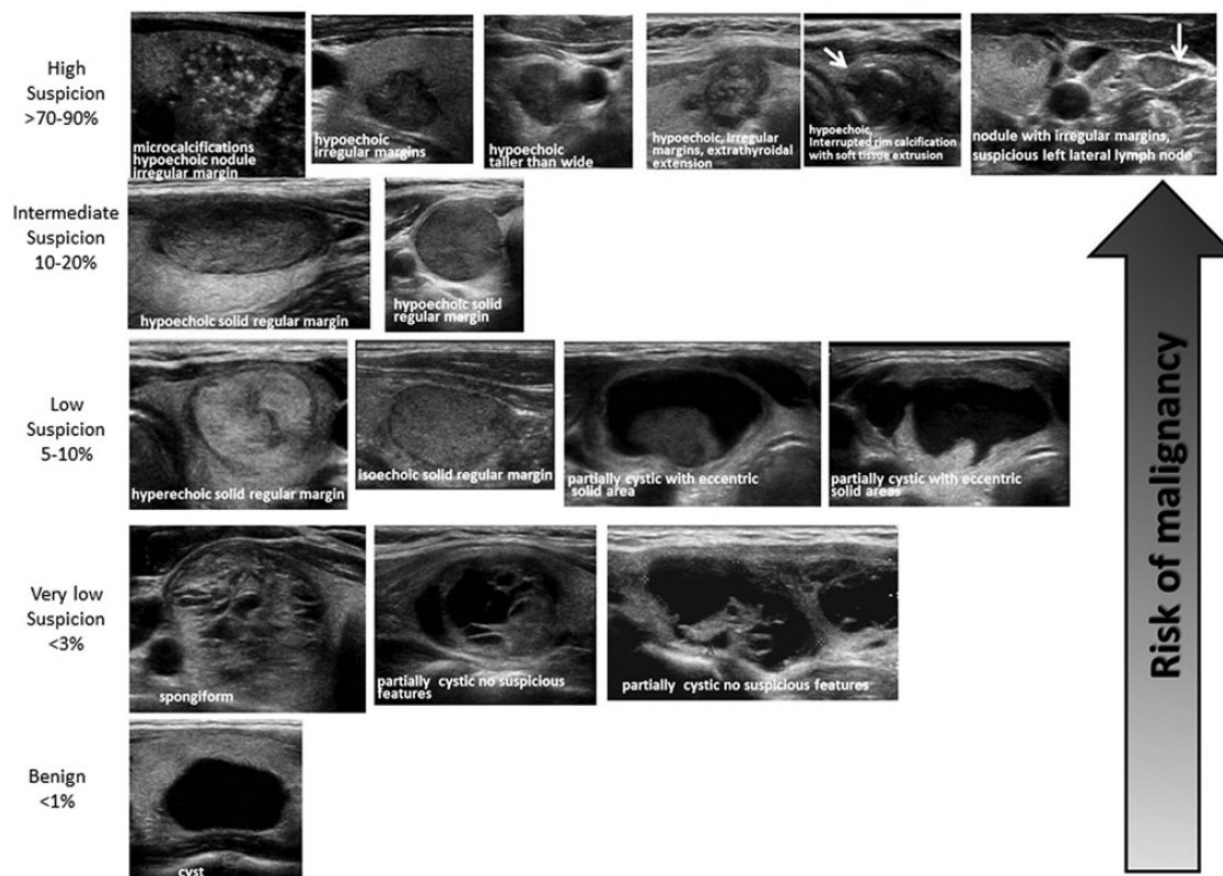 High
Suspicion
>70-90%
microcalcifications
hypoechoic nodule
irregular margin
hypoechoic
irregular margins
hypoechoic
taller than wide
hypoechoic, irregular
margins, extrathyroidal
extension
hypoechoic,
Interrupted rim calcification
with soft tissue extrusion
nodule with irregular margins,
suspicious left lateral lymph node
Intermediate
Suspicion
10-20%
hypoechoic solid regular margin
hypoechoic solid
regular margin
Low
Suspicion
5-10%
hyperechoic solid regular margin
isoechoic solid regular margin
partially cystic with eccentric
solid area
partially cystic with eccentric
solid areas
Very low
Suspicion
<3%
spongiform
partially cystic no suspicious
features
partially cystic no suspicious features
Benign
<1%
cyst
Risk of malignancy